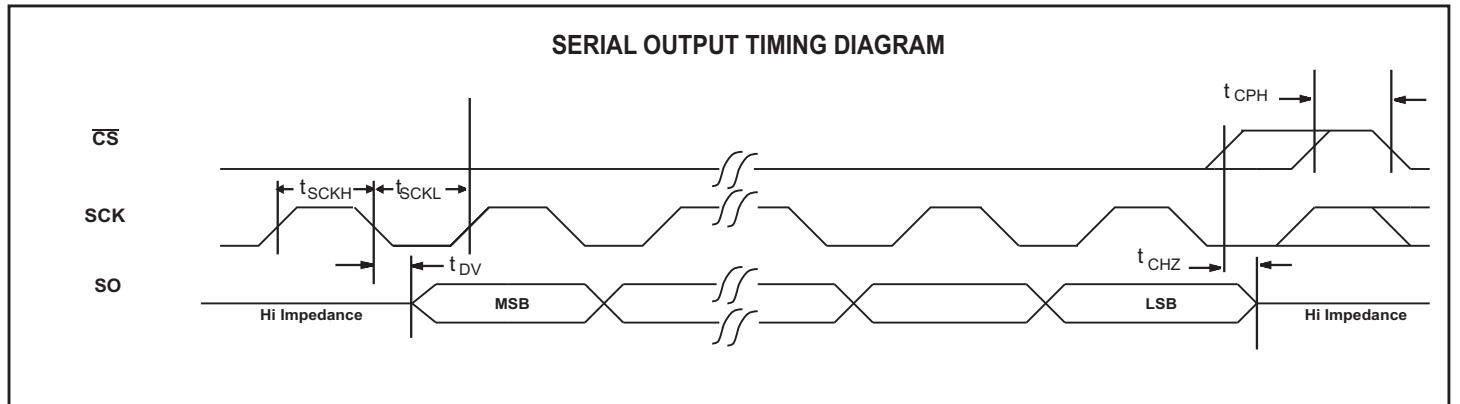 SERIAL OUTPUT TIMING DIAGRAM
t CPH
CS
t SCKH
t SCKL
SCK
t DV
t CHZ
SO
MSB
LSB
Hi Impedance
Hi Impedance